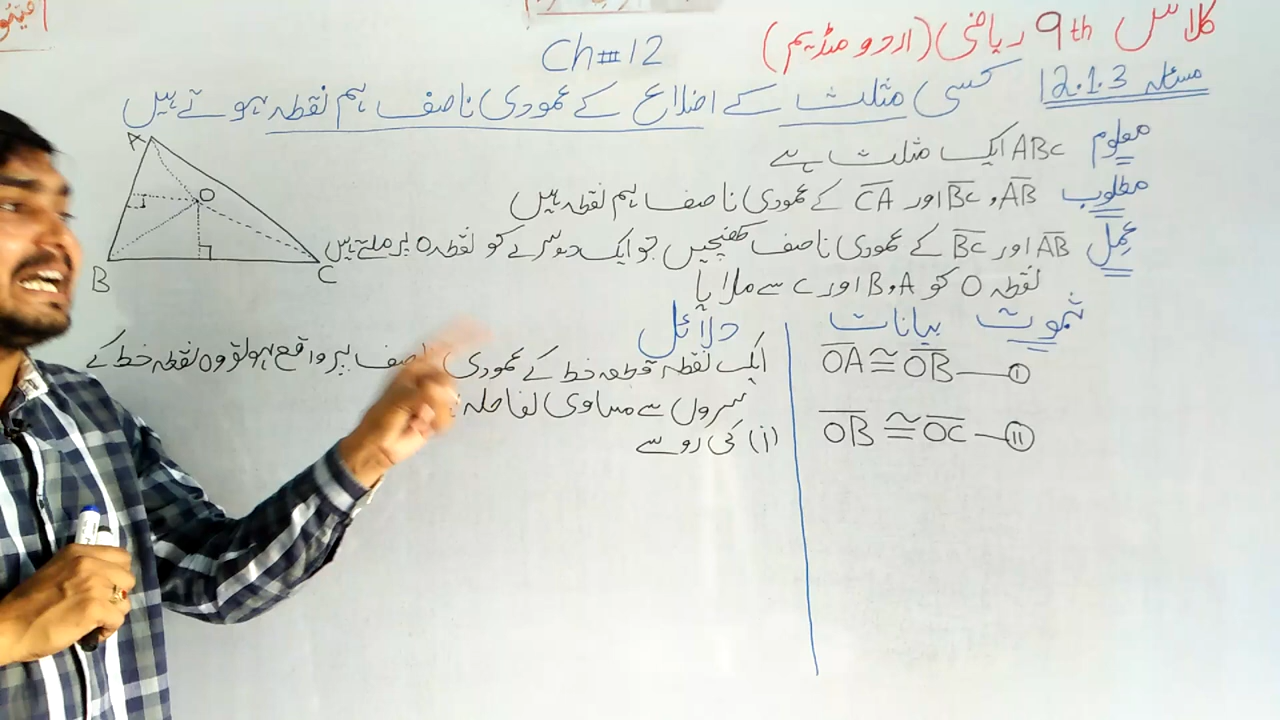 کلاس 9th ریاضی (اردو میڈیم)
Ch#12
مسئلہ 12.1.3 کسی مثلث کے اضلاع کے عمودی ناصف ہم نقطہ ہوتے ہیں
معلوم ABC ایک مثلث ہے
مطلوب AB، BC اور CA کے عمودی ناصف ہم نقطہ ہیں
عمل AB اور BC کے عمودی ناصف کھینچیں جو ایک دوسرے کو نقطہ O پر ملتے ہیں
نقطہ O کو A، B اور C سے ملایا
ثبوت بیانات دلائل
OA ≅ OB — (i)
ایک نقطہ قطعہ خط کے عمودی ناصف پر واقع ہو تو وہ نقطہ خط کے
سروں سے مساوی الفاصلہ
OB ≅ OC — (ii)
(i) کی رو سے
A
O
I
B
C